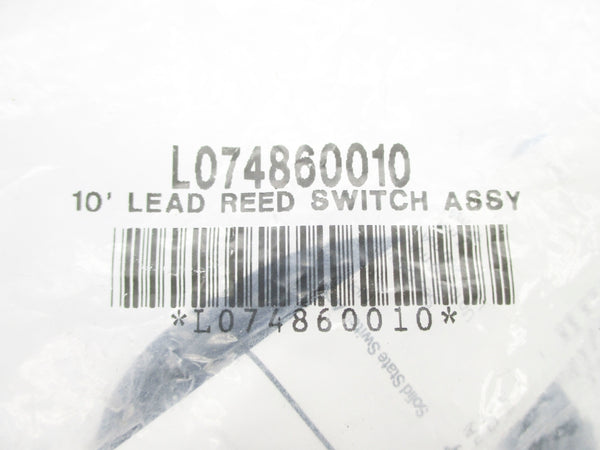 L074860010
10' LEAD REED SWITCH ASSY
*L074860010*
Solid State Switch